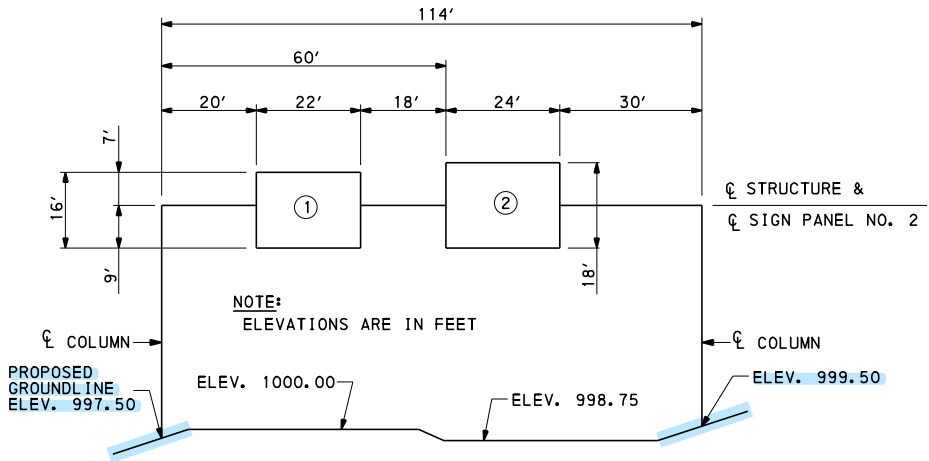 114'
60'
20' 22' 18' 24' 30'
7'
16'
9'
1
2
18'
℄ STRUCTURE &
℄ SIGN PANEL NO. 2
NOTE:
ELEVATIONS ARE IN FEET
℄ COLUMN
℄ COLUMN
PROPOSED
GROUNDLINE
ELEV. 997.50
ELEV. 1000.00
ELEV. 998.75
ELEV. 999.50